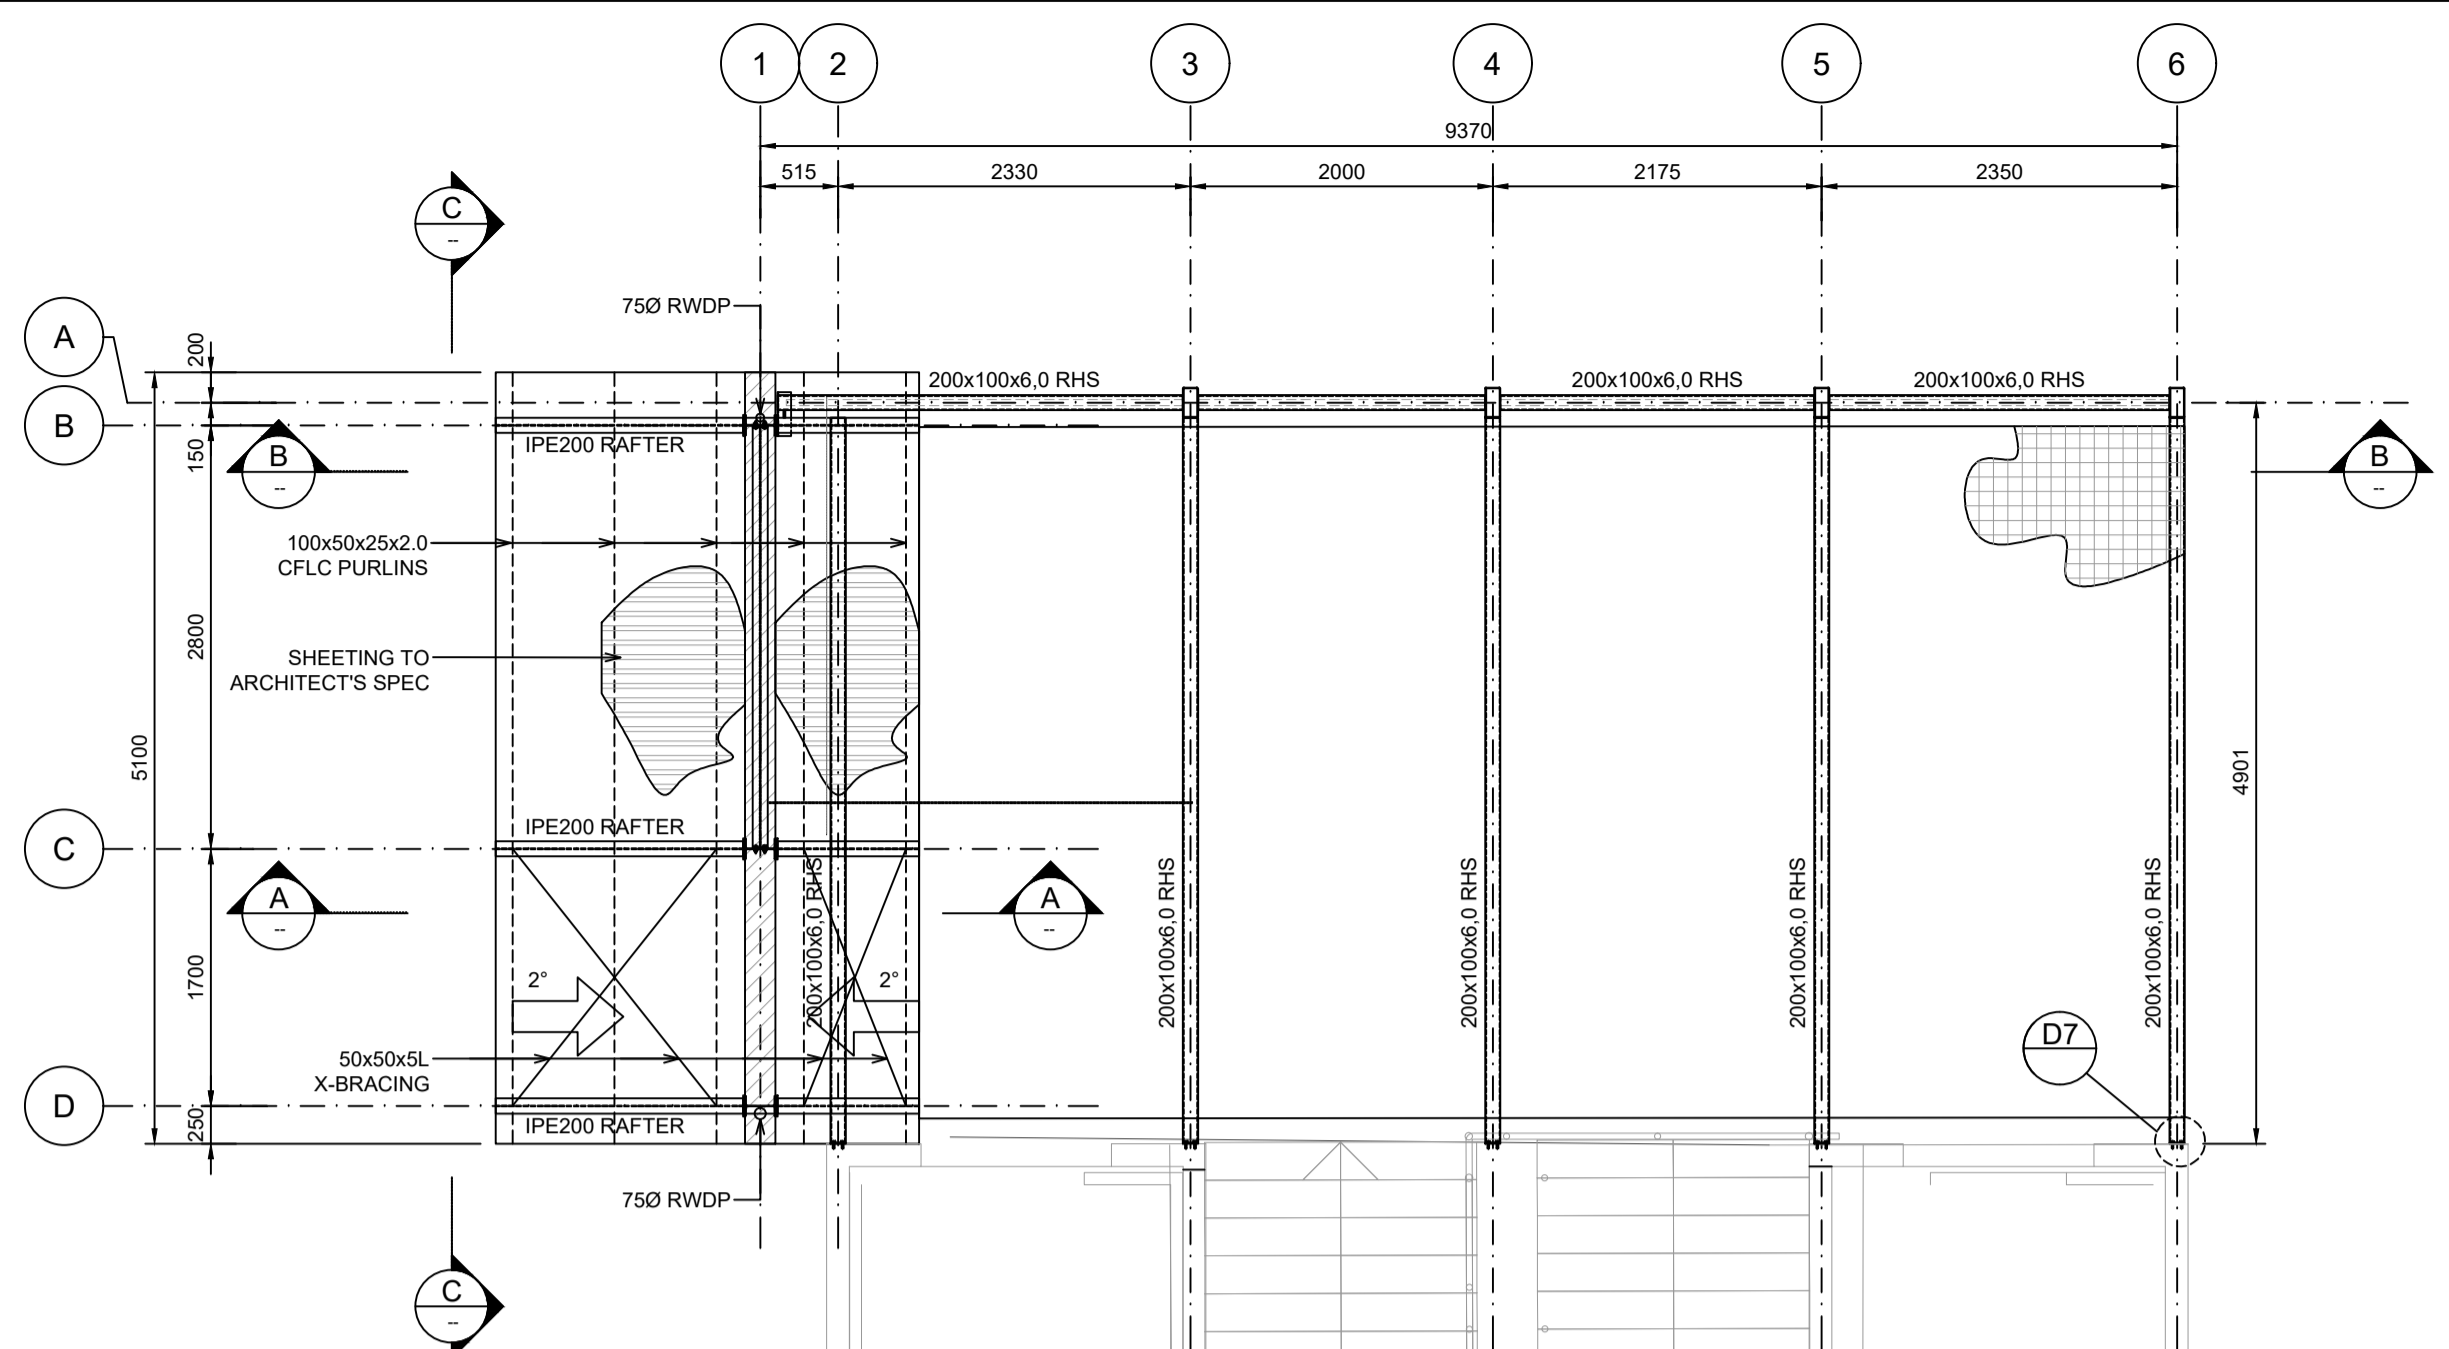 1
2
3
4
5
6
9370
515
2330
2000
2175
2350
C
--
75Ø RWDP
A
200
200x100x6,0 RHS
200x100x6,0 RHS
200x100x6,0 RHS
B
150
IPE200 RAFTER
B
--
B
--
100x50x25x2.0
CFLC PURLINS
2800
SHEETING TO
ARCHITECT'S SPEC
5100
4901
IPE200 RAFTER
C
A
--
A
--
200x100x6,0 RHS
200x100x6,0 RHS
200x100x6,0 RHS
200x100x6,0 RHS
200x100x6,0 RHS
1700
2°
2°
D7
50x50x5L
X-BRACING
D
250
IPE200 RAFTER
75Ø RWDP
C
--